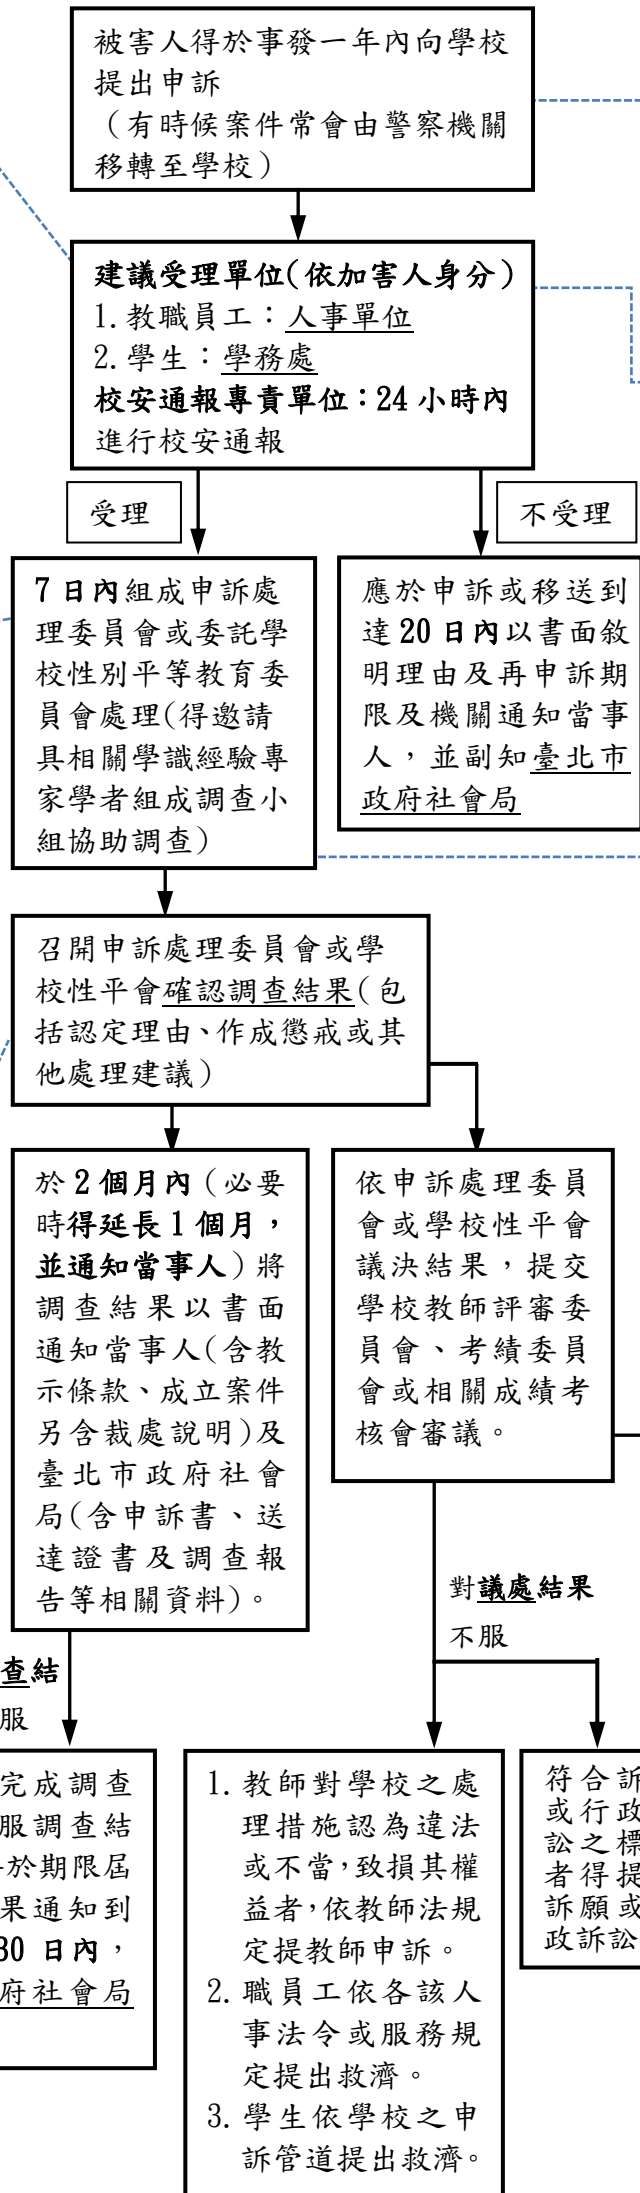 被害人得於事發一年內向學校
提出申訴
（有時候案件常會由警察機關
移轉至學校）
建議受理單位(依加害人身分)
1. 教職員工：人事單位
2. 學生：學務處
校安通報專責單位：24 小時內
進行校安通報
受理
不受理
7 日內組成申訴處
理委員會或委託學
校性別平等教育委
員會處理(得邀請
具相關學識經驗專
家學者組成調查小
組協助調查)
應於申訴或移送到
達 20 日內以書面敘
明理由及再申訴期
限及機關通知當事
人，並副知臺北市
政府社會局
召開申訴處理委員會或學
校性平會確認調查結果(包
括認定理由、作成懲戒或其
他處理建議)
於 2 個月內（必要
時得延長 1 個月，
並通知當事人）將
調查結果以書面
通知當事人(含教
示條款、成立案件
另含裁處說明)及
臺北市政府社會
局(含申訴書、送
達證書及調查報
告等相關資料)。
依申訴處理委員
會或學校性平會
議決結果，提交
學校教師評審委
員會、考績委員
會或相關成績考
核會審議。
對議處結果
不服
查結
服
完成調查
服調查結
於期限屆
果通知到
30 日內，
府社會局
1. 教師對學校之處
理措施認為違法
或不當，致損其權
益者，依教師法規
定提教師申訴。
2. 職員工依各該人
事法令或服務規
定提出救濟。
3. 學生依學校之申
訴管道提出救濟。
符合訴
或行政
訟之標
者得提
訴願或
政訴訟